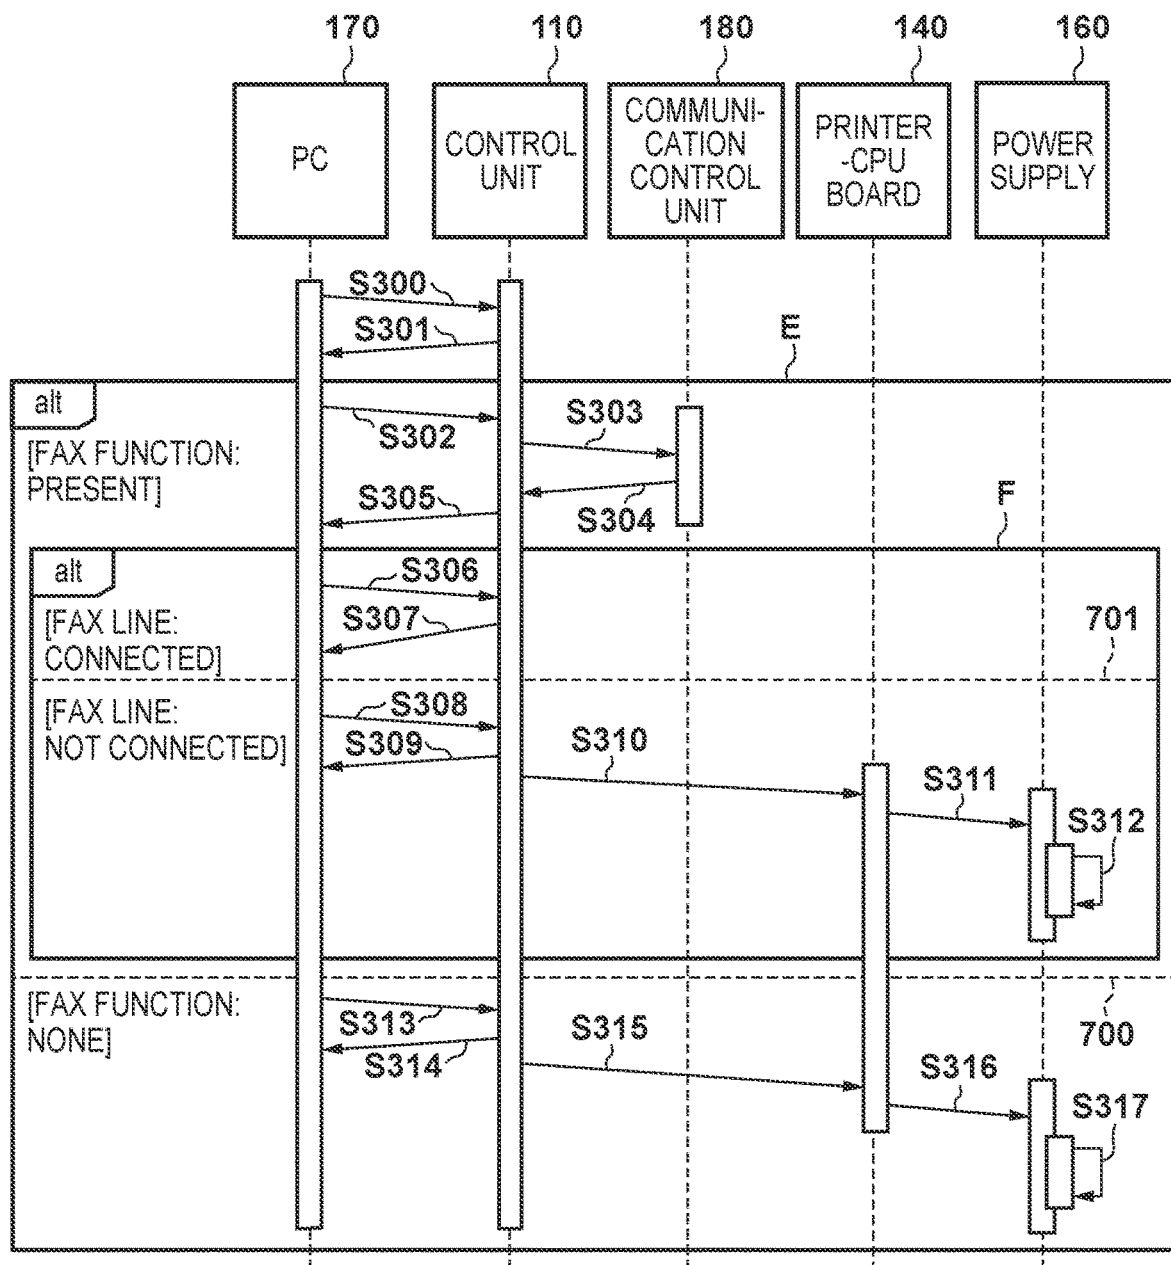 170
110
180
140
160
PC
CONTROL
UNIT
COMMUNI-
CATION
CONTROL
UNIT
PRINTER
-CPU
BOARD
POWER
SUPPLY
S300
S301
E
alt
S302
S303
[FAX FUNCTION:
PRESENT]
S305
S304
F
alt
S306
[FAX LINE:
CONNECTED]
S307
701
[FAX LINE:
NOT CONNECTED]
S308
S309
S310
S311
S312
[FAX FUNCTION:
NONE]
S313
S314
S315
700
S316
S317